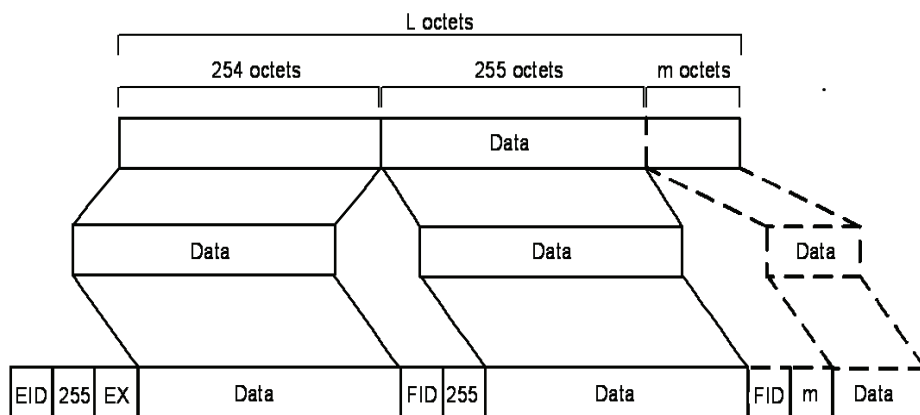 L octets
254 octets 255 octets m octets
Data
Data Data Data
EID 255 EX Data FID 255 Data FID m Data